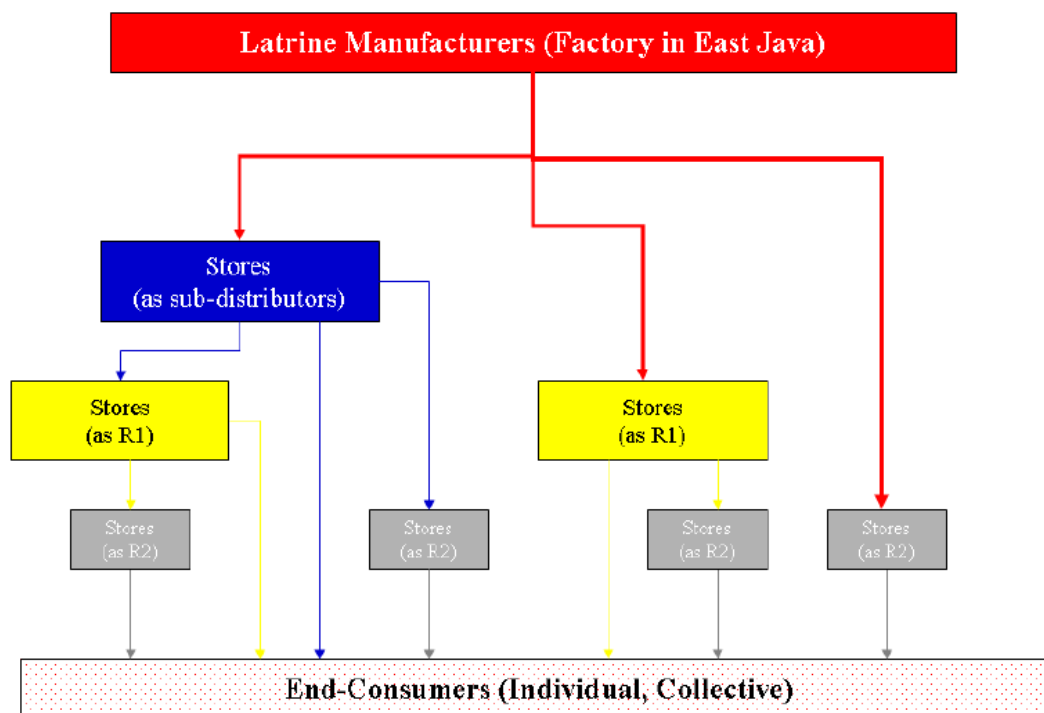 Latrine Manufacturers (Factory in East Java)
Stores
(as sub-distributors)
Stores
(as R1)
Stores
(as R1)
Stores
(as R2)
Stores
(as R2)
Stores
(as R2)
Stores
(as R2)
End-Consumers (Individual, Collective)